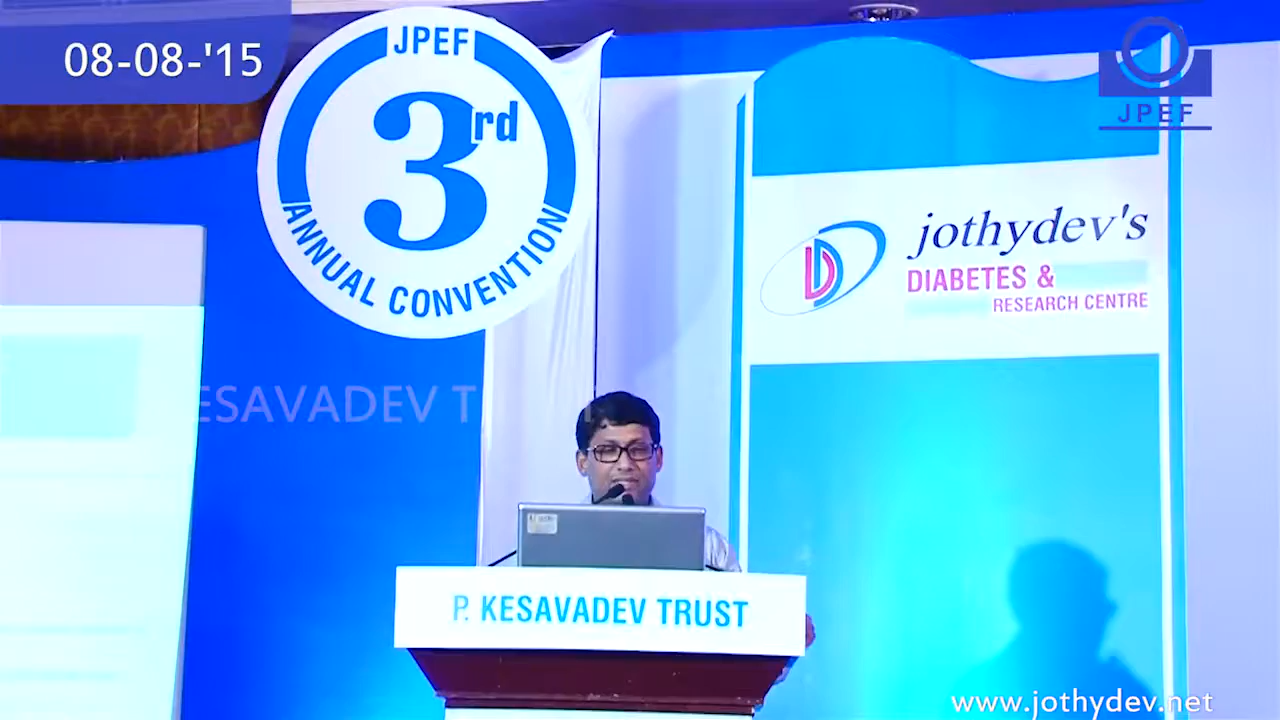 08-08-'15
JPEF
3rd
ANNUAL CONVENTION
JPEF
jothydev's
DIABETES &
RESEARCH CENTRE
ESAVADEV T
P. KESAVADEV TRUST
www.jothydev.net